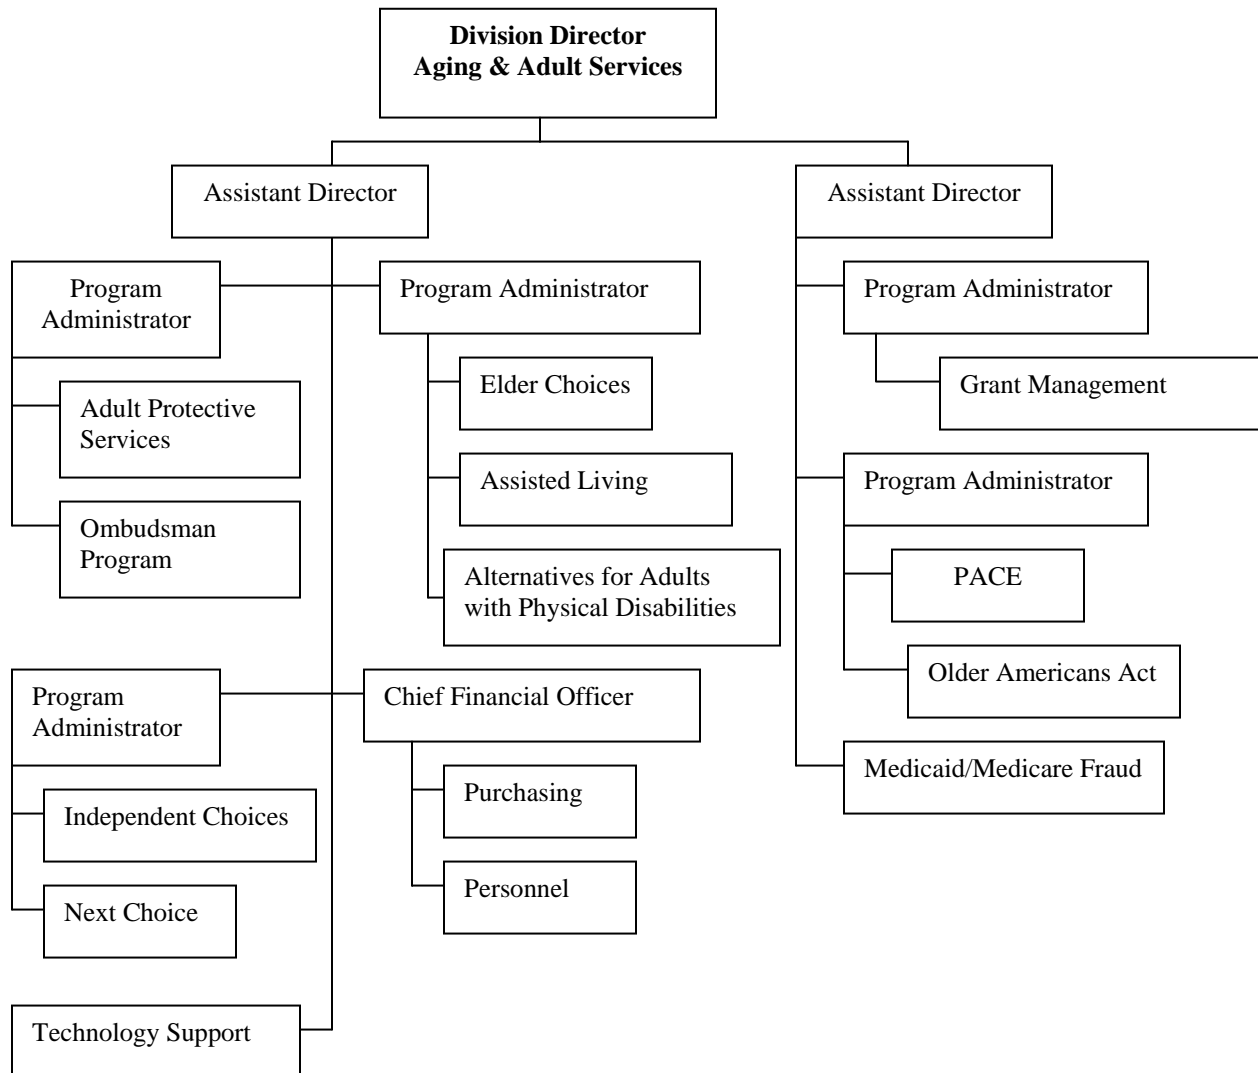 Division Director
Aging & Adult Services
Assistant Director
Assistant Director
Program
Administrator
Program Administrator
Program Administrator
Elder Choices
Grant Management
Adult Protective
Services
Assisted Living
Program Administrator
Ombudsman
Program
Alternatives for Adults
with Physical Disabilities
PACE
Older Americans Act
Program
Administrator
Chief Financial Officer
Medicaid/Medicare Fraud
Purchasing
Independent Choices
Personnel
Next Choice
Technology Support